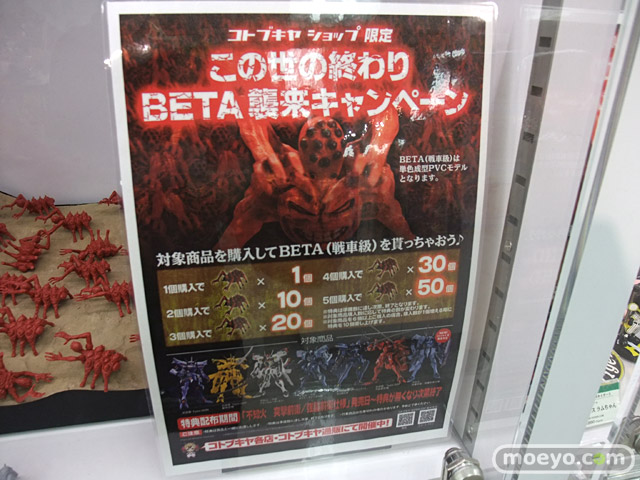 コトブキヤ ショップ 限定
この世の終わり
BETA 襲来キャンペーン
BETA（戦車級）は
単色成型PVCモデル
となります。
対象商品を購入してBETA（戦車級）を貰っちゃおう♪
1個購入で × 1個
2個購入で × 10個
3個購入で × 20個
4個購入で × 30個
5個購入で × 50個
対象商品
特典配布期間
コトブキヤ各店・コトブキヤ通販にて開催中！
moeyo.com